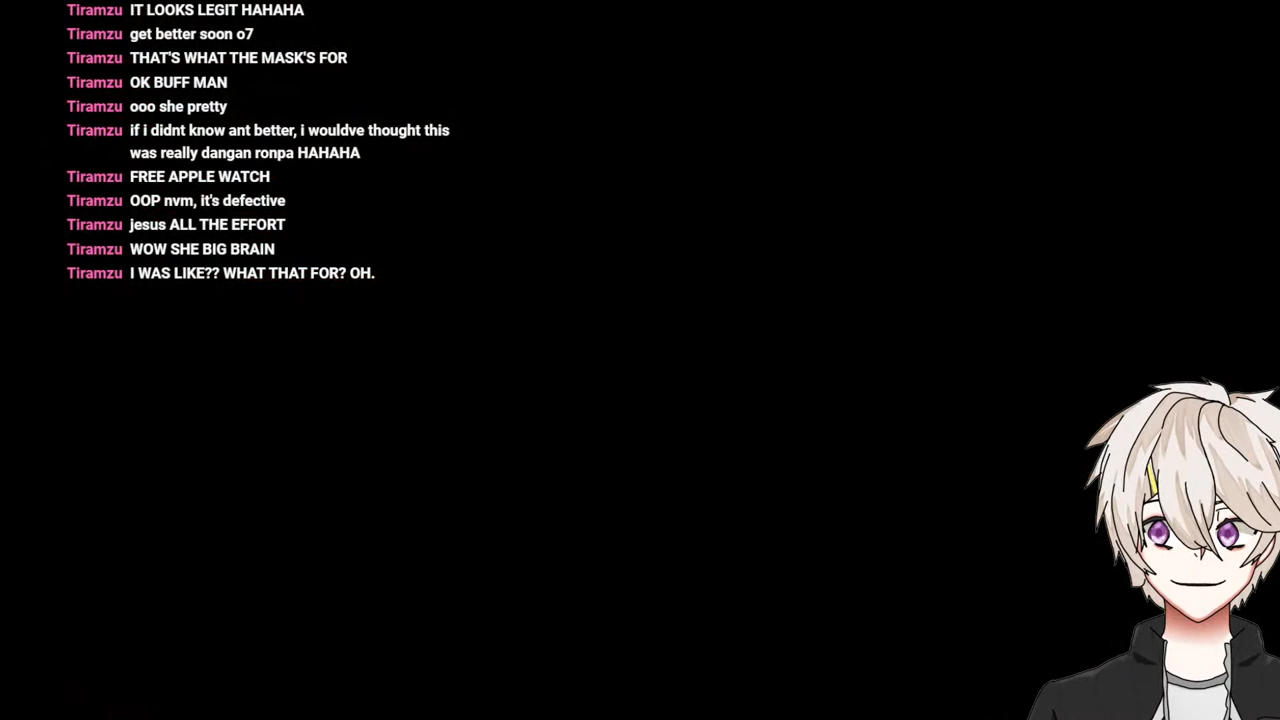 Tiramzu IT LOOKS LEGIT HAHAHA
Tiramzu get better soon o7
Tiramzu THAT'S WHAT THE MASK'S FOR
Tiramzu OK BUFF MAN
Tiramzu ooo she pretty
Tiramzu if i didnt know ant better, i wouldve thought this
was really dangan ronpa HAHAHA
Tiramzu FREE APPLE WATCH
Tiramzu OOP nvm, it's defective
Tiramzu jesus ALL THE EFFORT
Tiramzu WOW SHE BIG BRAIN
Tiramzu I WAS LIKE?? WHAT THAT FOR? OH.